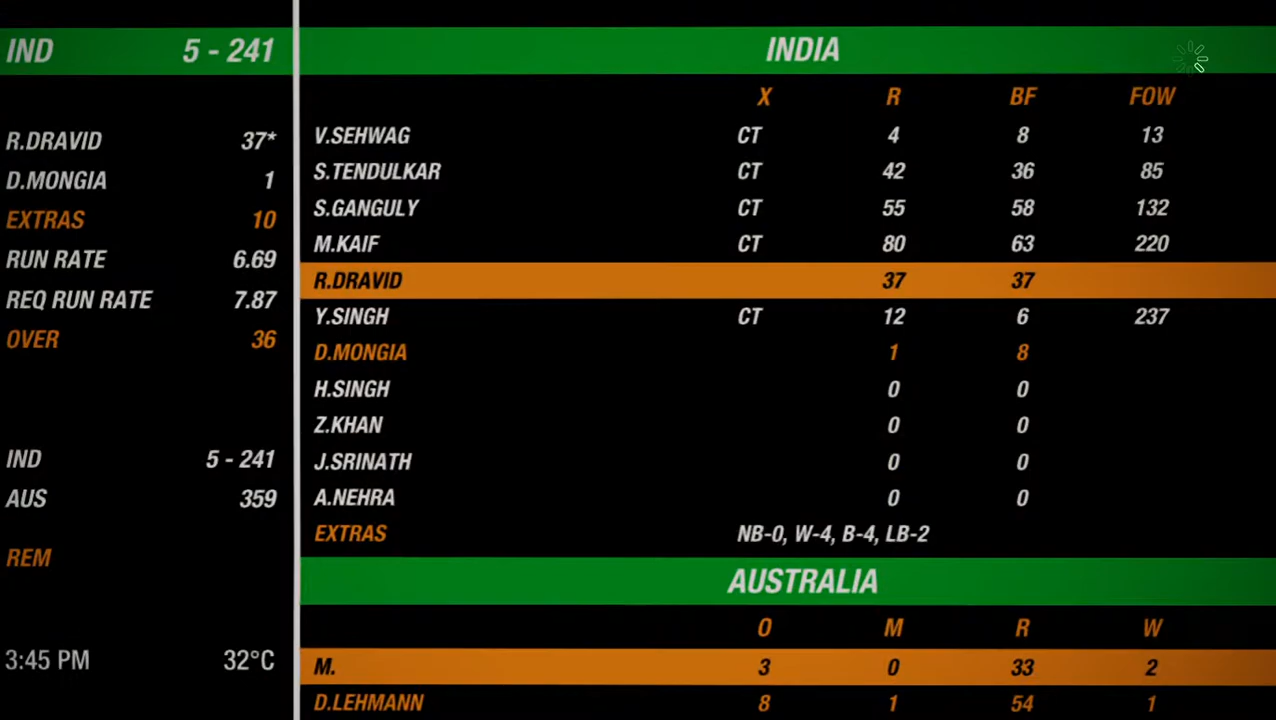 IND 5 - 241
R.DRAVID 37*
D.MONGIA 1
EXTRAS 10
RUN RATE 6.69
REQ RUN RATE 7.87
OVER 36
IND 5 - 241
AUS 359
REM
3:45 PM 32°C
INDIA
X R BF FOW
V.SEHWAG CT 4 8 13
S.TENDULKAR CT 42 36 85
S.GANGULY CT 55 58 132
M.KAIF CT 80 63 220
R.DRAVID 37 37
Y.SINGH CT 12 6 237
D.MONGIA 1 8
H.SINGH 0 0
Z.KHAN 0 0
J.SRINATH 0 0
A.NEHRA 0 0
EXTRAS NB-0, W-4, B-4, LB-2
AUSTRALIA
O M R W
M. 3 0 33 2
D.LEHMANN 8 1 54 1